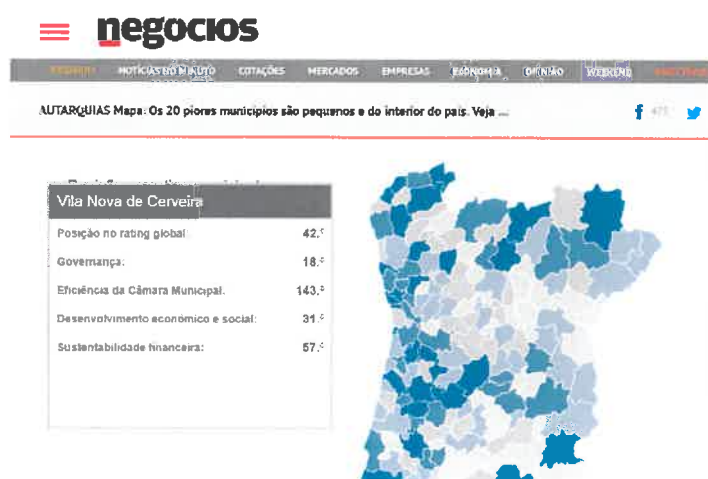 negocios
NOTÍCIAS NO MINUTO COTAÇÕES MERCADOS EMPRESAS ECONOMIA OPINIÃO WEEKEND
AUTARQUIAS Mapa: Os 20 piores municípios são pequenos e do interior do país. Veja ...
Vila Nova de Cerveira
Posição no rating global: 42.º
Governança: 18.º
Eficiência da Câmara Municipal: 143.º
Desenvolvimento económico e social: 31.º
Sustentabilidade financeira: 57.º